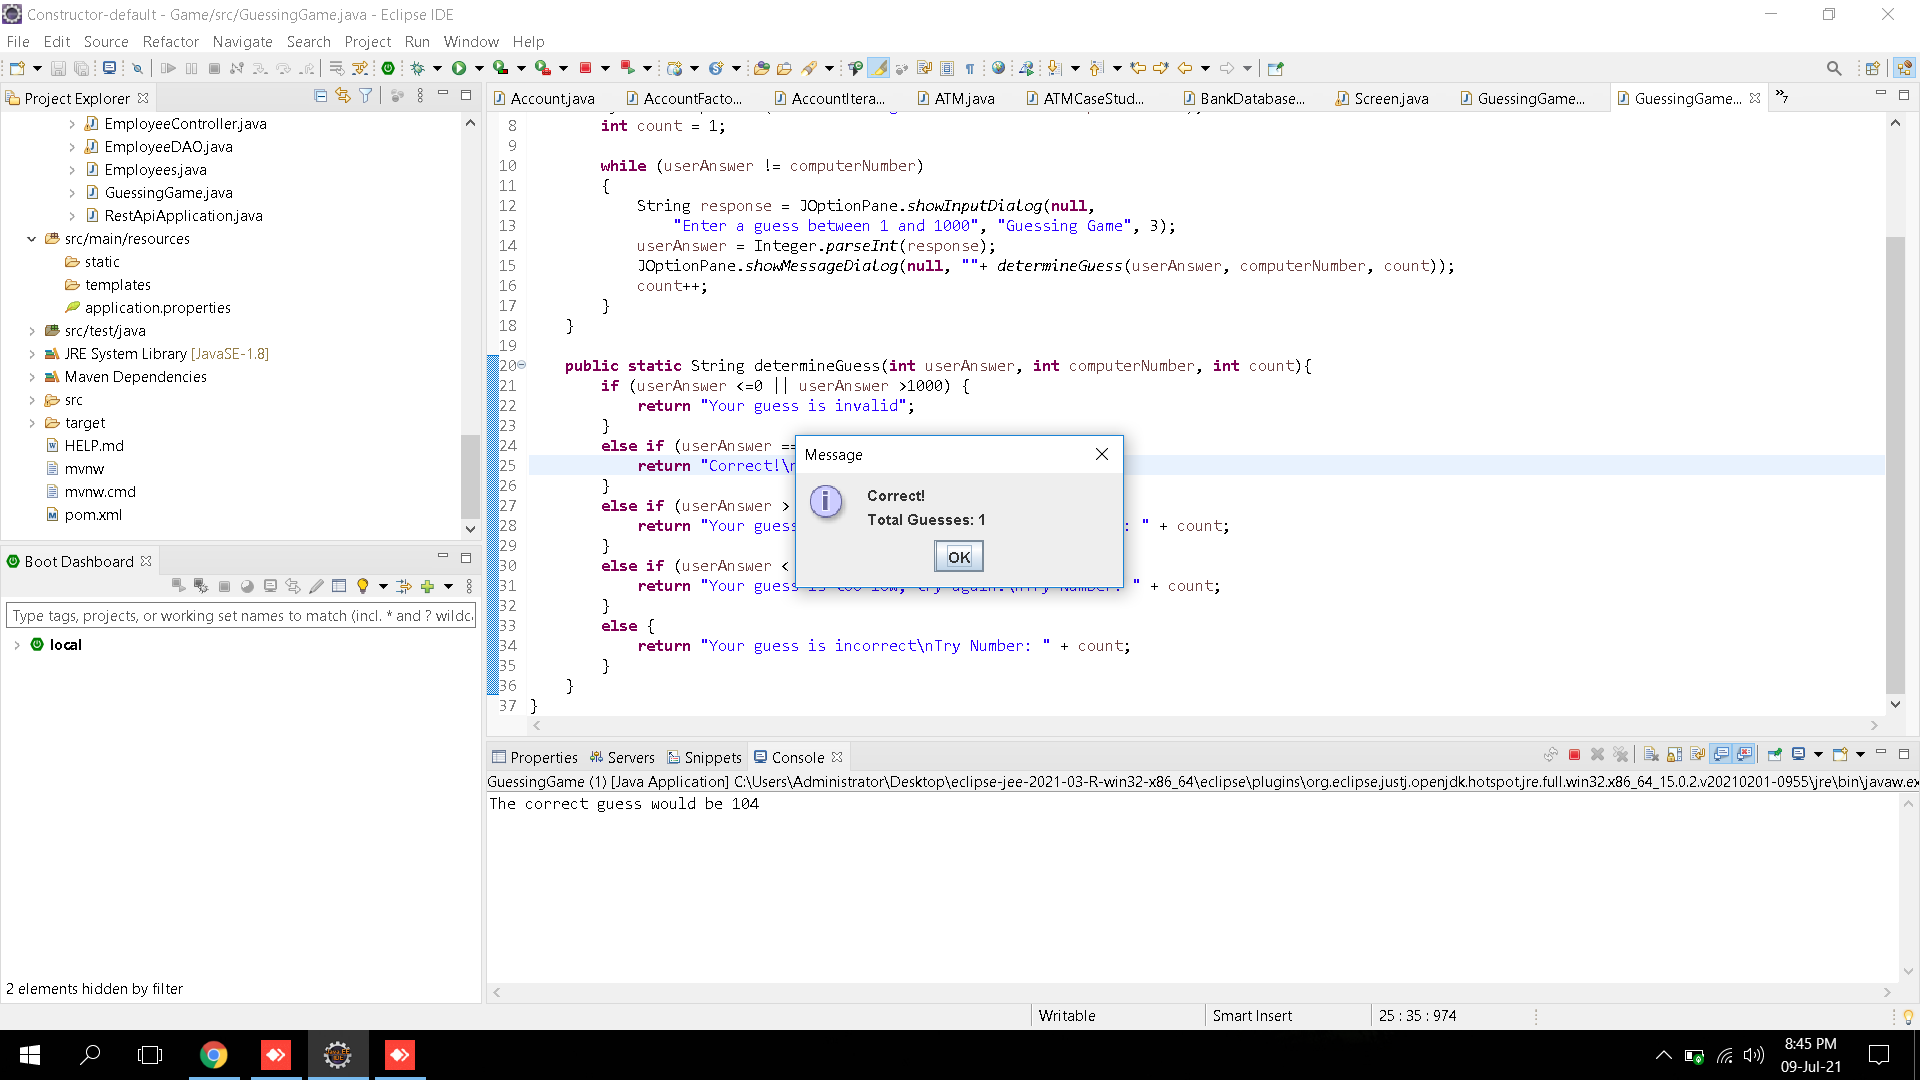 Constructor-default - Game/src/GuessingGame.java - Eclipse IDE
File Edit Source Refactor Navigate Search Project Run Window Help
Project Explorer
EmployeeController.java
EmployeeDAO.java
Employees.java
GuessingGame.java
RestApiApplication.java
src/main/resources
static
templates
application.properties
src/test/java
JRE System Library [JavaSE-1.8]
Maven Dependencies
src
target
HELP.md
mvnw
mvnw.cmd
pom.xml
Boot Dashboard
Type tags, projects, or working set names to match (incl. * and ? wildc
local
2 elements hidden by filter
Account.java AccountFacto... AccountItera... ATM.java ATMCaseStud... BankDatabase... Screen.java GuessingGame... GuessingGame... »7
8 int count = 1;
9
10 while (userAnswer != computerNumber)
11 {
12 String response = JOptionPane.showInputDialog(null,
13 "Enter a guess between 1 and 1000", "Guessing Game", 3);
14 userAnswer = Integer.parseInt(response);
15 JOptionPane.showMessageDialog(null, ""+ determineGuess(userAnswer, computerNumber, count));
16 count++;
17 }
18 }
19
20 public static String determineGuess(int userAnswer, int computerNumber, int count){
21 if (userAnswer <=0 || userAnswer >1000) {
22 return "Your guess is invalid";
23 }
24 else if (userAnswer ==
25 return "Correct!\n
26 }
27 else if (userAnswer >
28 return "Your guess : " + count;
29 }
30 else if (userAnswer <
31 return "Your guess is too low, try again.\nTry Number: " + count;
32 }
33 else {
34 return "Your guess is incorrect\nTry Number: " + count;
35 }
36 }
37 }
Message
Correct!
Total Guesses: 1
OK
Properties Servers Snippets Console
GuessingGame (1) [Java Application] C:\Users\Administrator\Desktop\eclipse-jee-2021-03-R-win32-x86_64\eclipse\plugins\org.eclipse.justj.openjdk.hotspot.jre.full.win32.x86_64_15.0.2.v20210201-0955\jre\bin\javaw.ex
The correct guess would be 104
Writable Smart Insert 25 : 35 : 974
8:45 PM
09-Jul-21